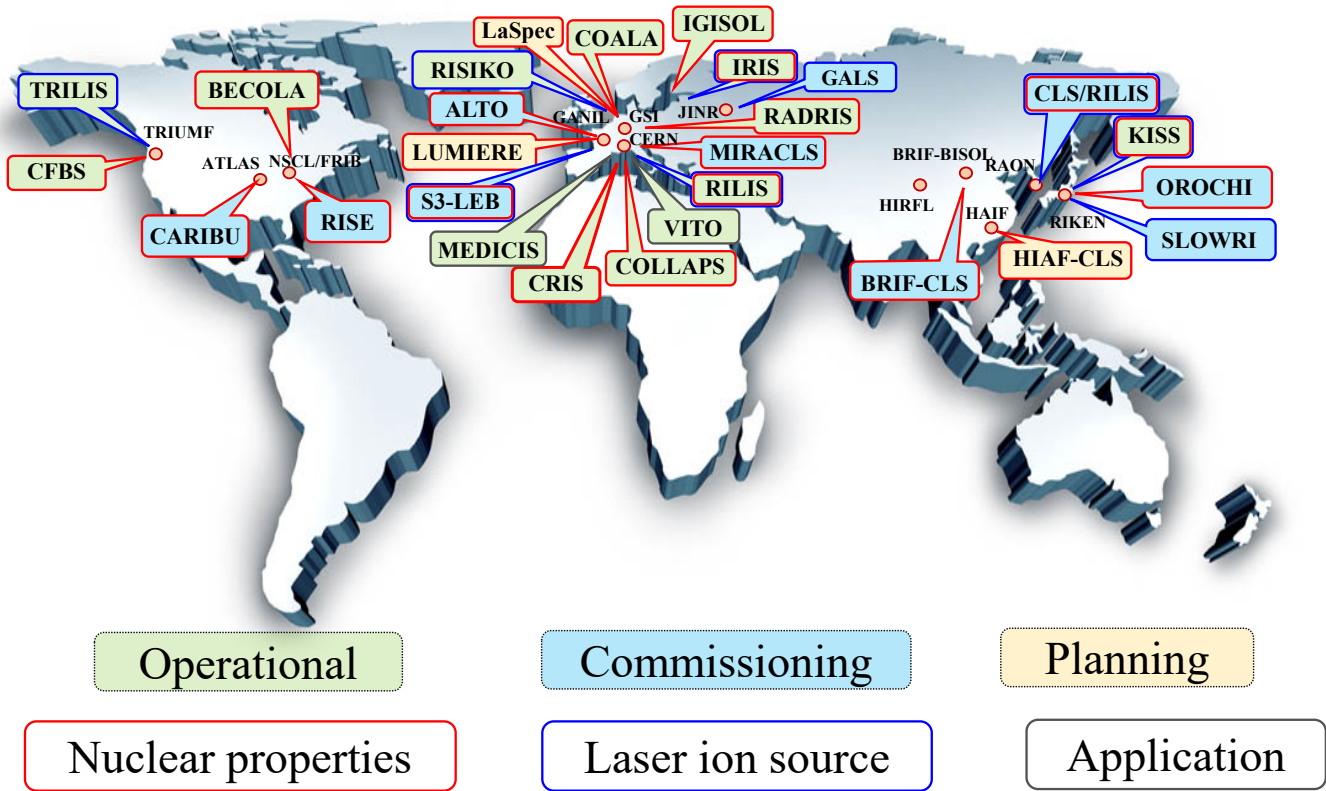 LaSpec
COALA
IGISOL
RISIKO
IRIS
GALS
TRILIS
BECOLA
ALTO
GANIL
GSI
JINR
RADRIS
CLS/RILIS
TRIUMF
KISS
CFBS
ATLAS
NSCL/FRIB
LUMIERE
CERN
MIRACLS
BRIF-BISOL
RAON
OROCHI
S3-LEB
RILIS
HIRFL
HAIF
RIKEN
CARIBU
RISE
MEDICIS
VITO
SLOWRI
CRIS
COLLAPS
BRIF-CLS
HIAF-CLS
Operational
Commissioning
Planning
Nuclear properties
Laser ion source
Application